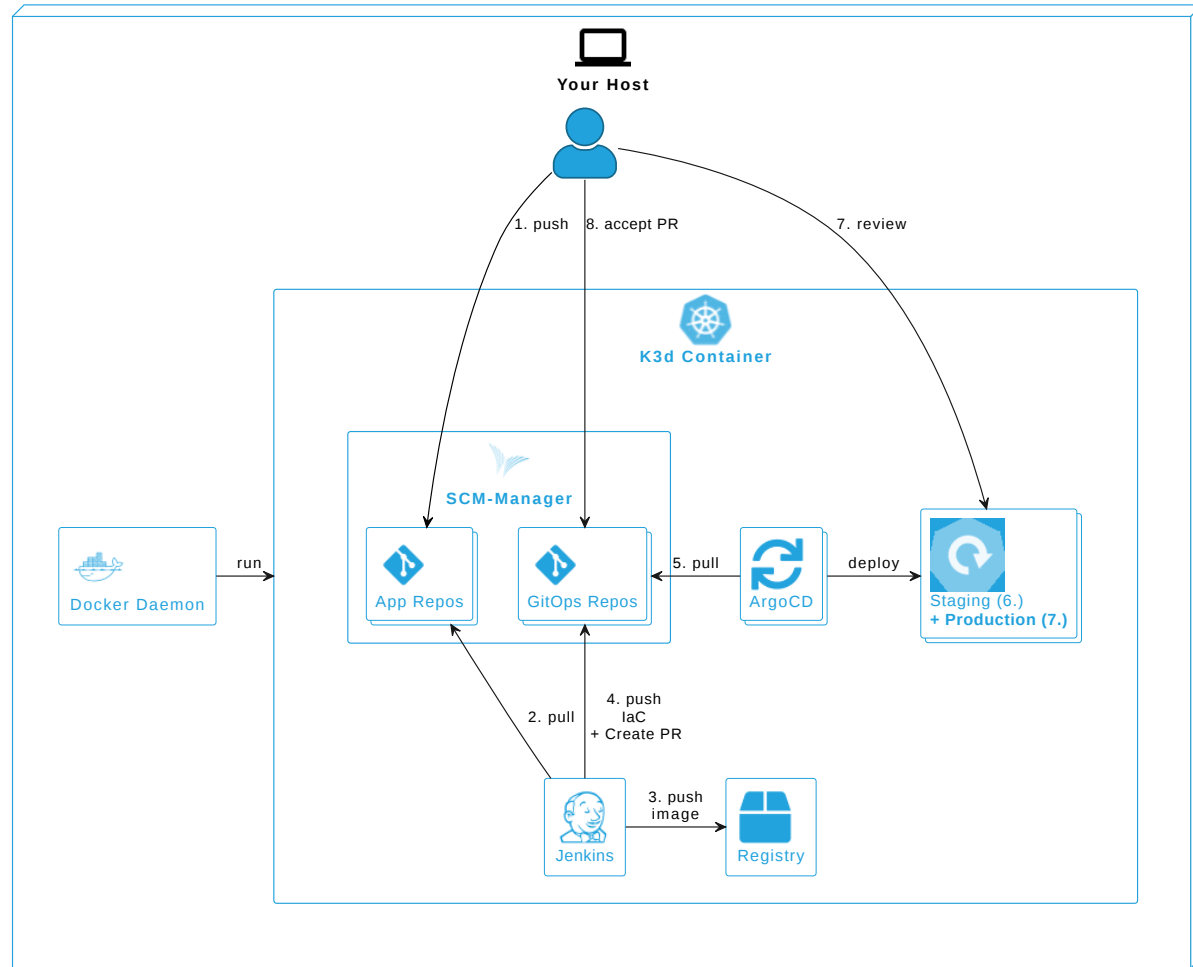 Your Host
1. push
8. accept PR
7. review
K3d Container
SCM-Manager
Docker Daemon
run
App Repos
GitOps Repos
5. pull
ArgoCD
deploy
Staging (6.)
+ Production (7.)
2. pull
4. push
IaC
+ Create PR
Jenkins
3. push
image
Registry